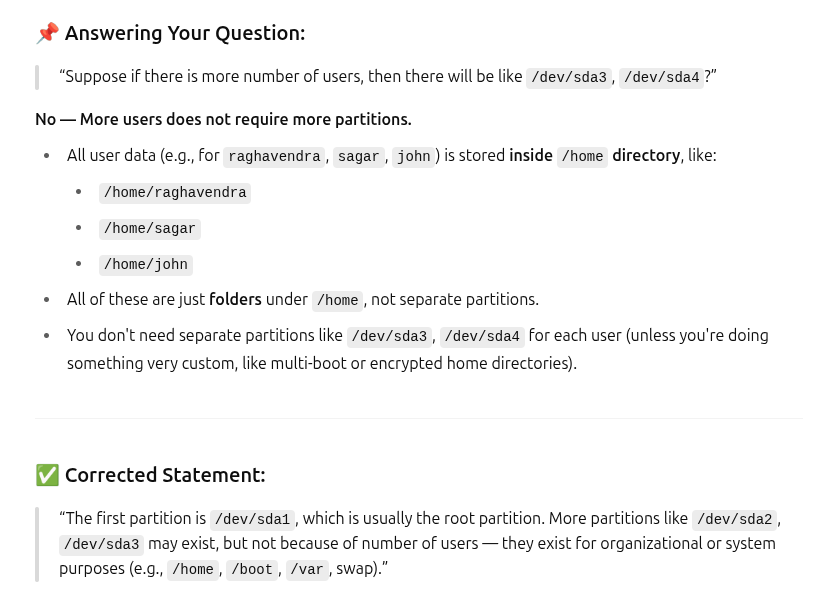 📌 Answering Your Question:
“Suppose if there is more number of users, then there will be like /dev/sda3, /dev/sda4?”
No — More users does not require more partitions.
• All user data (e.g., for raghavendra, sagar, john) is stored inside /home directory, like:
• /home/raghavendra
• /home/sagar
• /home/john
• All of these are just folders under /home, not separate partitions.
• You don't need separate partitions like /dev/sda3, /dev/sda4 for each user (unless you're doing
something very custom, like multi-boot or encrypted home directories).
✅ Corrected Statement:
“The first partition is /dev/sda1, which is usually the root partition. More partitions like /dev/sda2,
/dev/sda3 may exist, but not because of number of users — they exist for organizational or system
purposes (e.g., /home, /boot, /var, swap).”